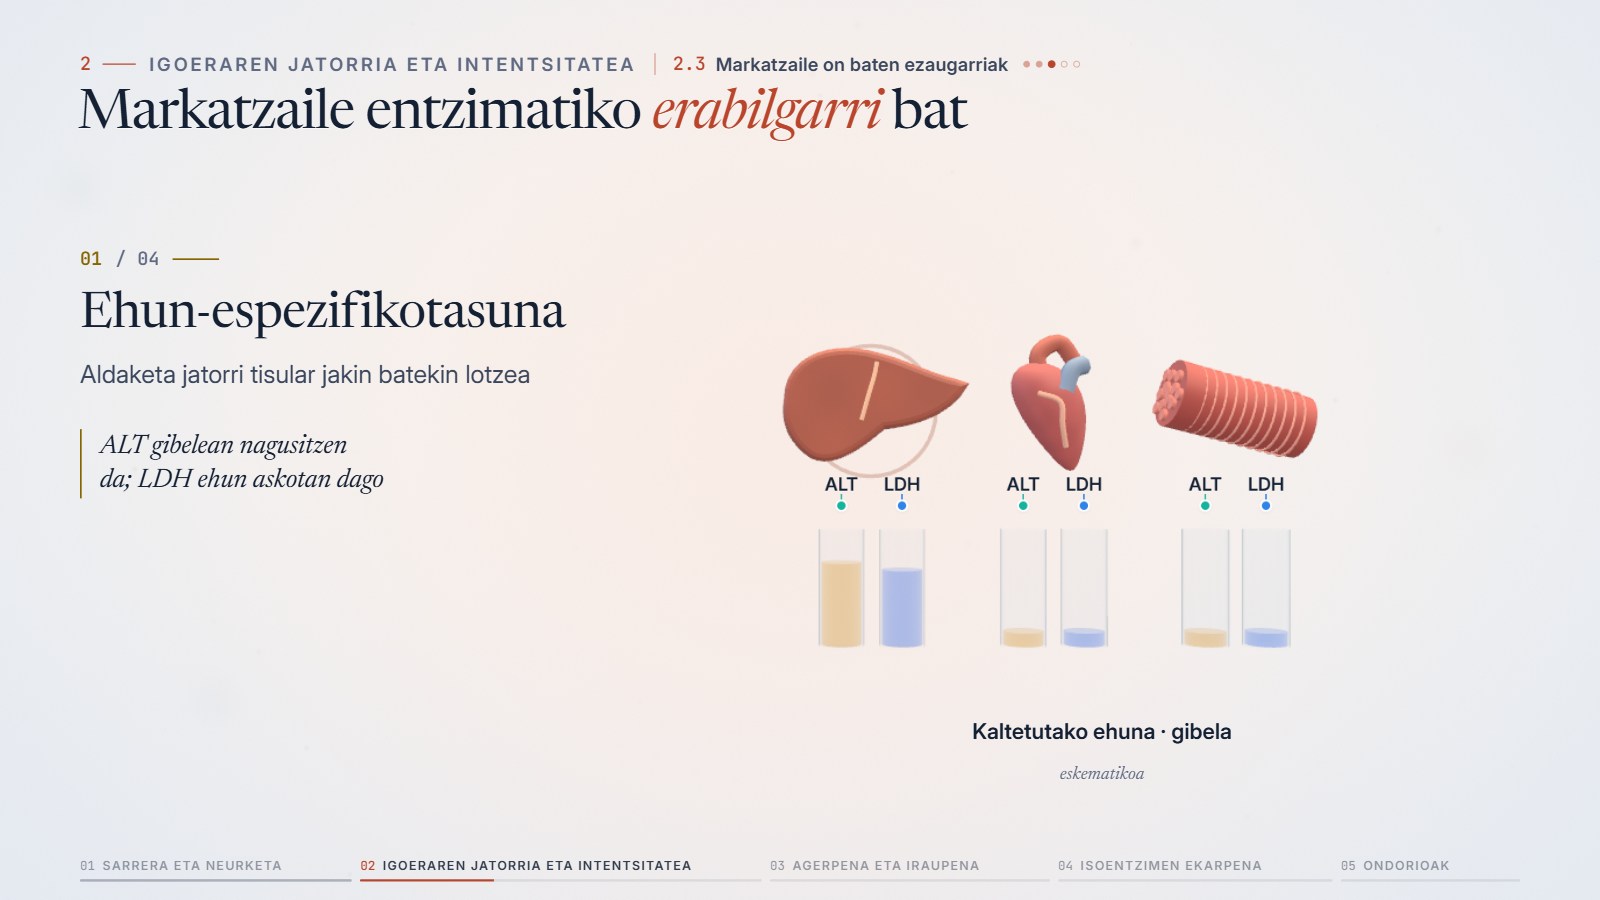 2 — IGOERAREN JATORRIA ETA INTENTSITATEA | 2.3 Markatzaile on baten ezaugarriak
Markatzaile entzimatiko erabilgarri bat
01 / 04
Ehun-espezifikotasuna
Aldaketa jatorri tisular jakin batekin lotzea
ALT gibelean nagusitzen
da; LDH ehun askotan dago
ALT LDH ALT LDH ALT LDH
Kaltetutako ehuna · gibela
eskematikoa
01 SARRERA ETA NEURKETA 02 IGOERAREN JATORRIA ETA INTENTSITATEA 03 AGERPENA ETA IRAUPENA 04 ISOENTZIMEN EKARPENA 05 ONDORIOAK